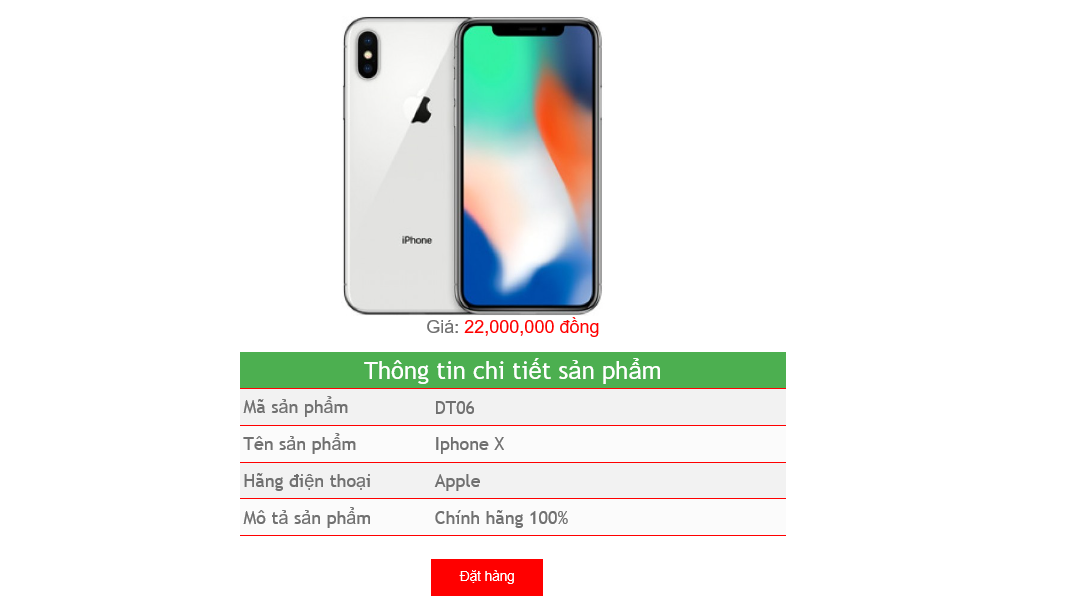 iPhone
Giá: 22,000,000 đồng
Thông tin chi tiết sản phẩm
Mã sản phẩm DT06
Tên sản phẩm Iphone X
Hãng điện thoại Apple
Mô tả sản phẩm Chính hãng 100%
Đặt hàng